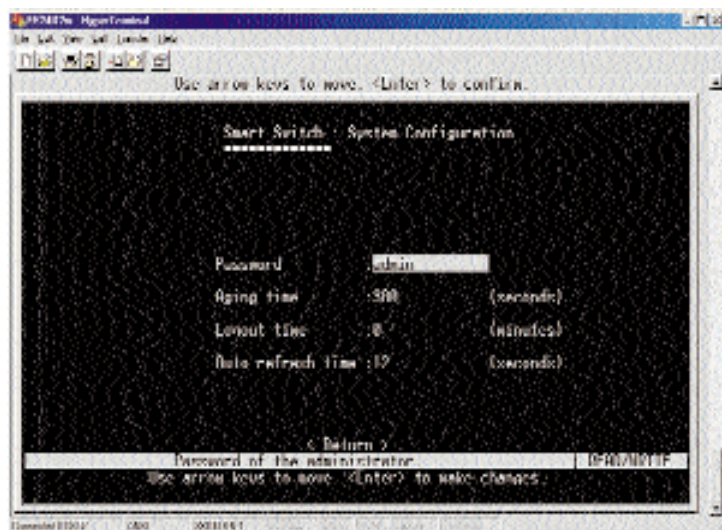 HyperTerminal
Use arrow keys to move. <Enter> to confirm.
Smart Switch : System Configuration
Password :admin
Aging time :300 (seconds)
Logout time :0 (minutes)
Auto refresh time : (seconds)
< Return >
Password of the administrator. READ/WRITE
Use arrow keys to move. <Enter> to make changes.